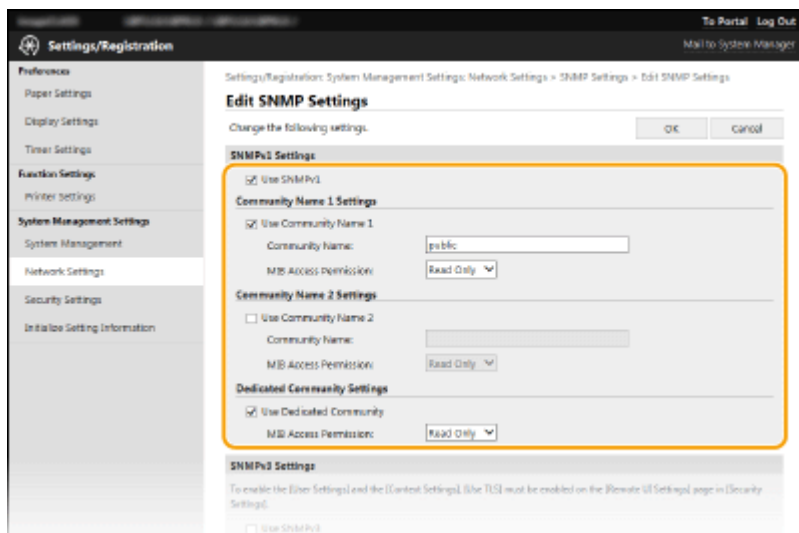 To Portal Log Out
Settings/Registration
Mail to System Manager
Preferences
Paper Settings
Display Settings
Timer Settings
Function Settings
Printer Settings
System Management Settings
System Management
Network Settings
Security Settings
Initialize Setting Information
Settings/Registration: System Management Settings: Network Settings > SNMP Settings > Edit SNMP Settings
Edit SNMP Settings
Change the following settings.
OK Cancel
SNMPv1 Settings
Use SNMPv1
Community Name 1 Settings
Use Community Name 1
Community Name: public
MIB Access Permission: Read Only
Community Name 2 Settings
Use Community Name 2
Community Name:
MIB Access Permission: Read Only
Dedicated Community Settings
Use Dedicated Community
MIB Access Permission: Read Only
SNMPv3 Settings
To enable the [User Settings] and the [Context Settings], [Use TLS] must be enabled on the [Remote UI Settings] page in [Security
Settings].
Use SNMPv3